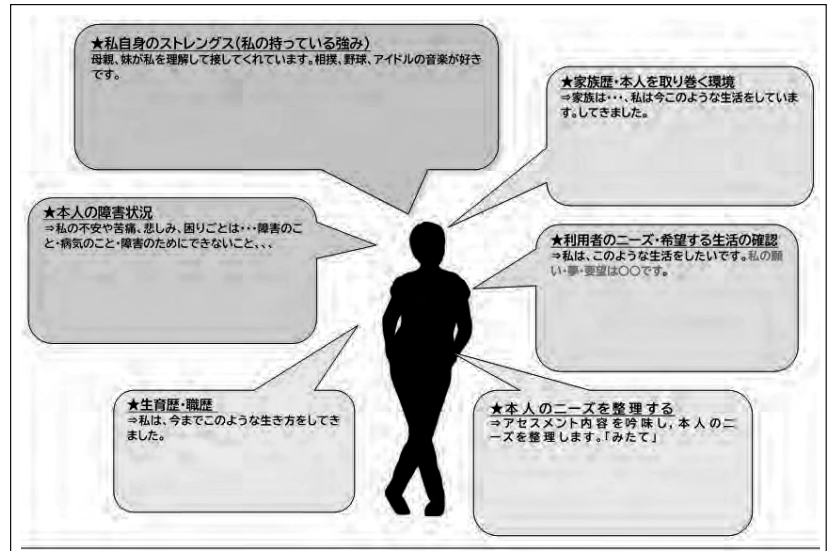 ★私自身のストレングス（私の持っている強み）
母親、妹が私を理解して接してくれています。相撲、野球、アイドルの音楽が好き
です。
★家族歴・本人を取り巻く環境
⇒家族は・・・、私は今このような生活をしていま
す。してきました。
★本人の障害状況
⇒私の不安や苦痛、悲しみ、困りごとは・・・障害のこ
と・病気のこと・障害のためにできないこと、、、
★利用者のニーズ・希望する生活の確認
⇒私は、このような生活をしたいです。私の願
い・夢・要望は〇〇です。
★生育歴・職歴
⇒私は、今までこのような生き方をしてき
ました。
★本人のニーズを整理する
⇒アセスメント内容を吟味し，本人のニ
ーズを整理します。「みたて」